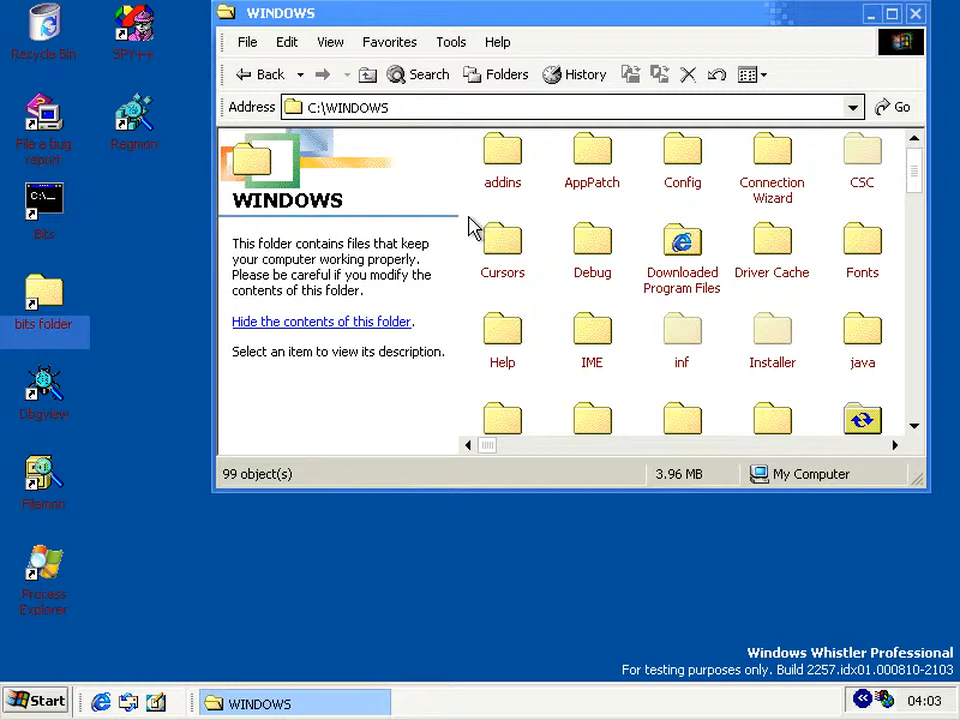 Recycle Bin
SPY++
File a bug
report
Regmon
Bits
bits folder
Dbgview
Filemon
Process
Explorer
WINDOWS
File Edit View Favorites Tools Help
Back Search Folders History
Address C:\WINDOWS Go
WINDOWS
This folder contains files that keep
your computer working properly.
Please be careful if you modify the
contents of this folder.
Hide the contents of this folder.
Select an item to view its description.
addins AppPatch Config Connection
Wizard CSC
Cursors Debug Downloaded
Program Files Driver Cache Fonts
Help IME inf Installer java
99 object(s) 3.96 MB My Computer
Windows Whistler Professional
For testing purposes only. Build 2257.idx01.000810-2103
Start WINDOWS 04:03